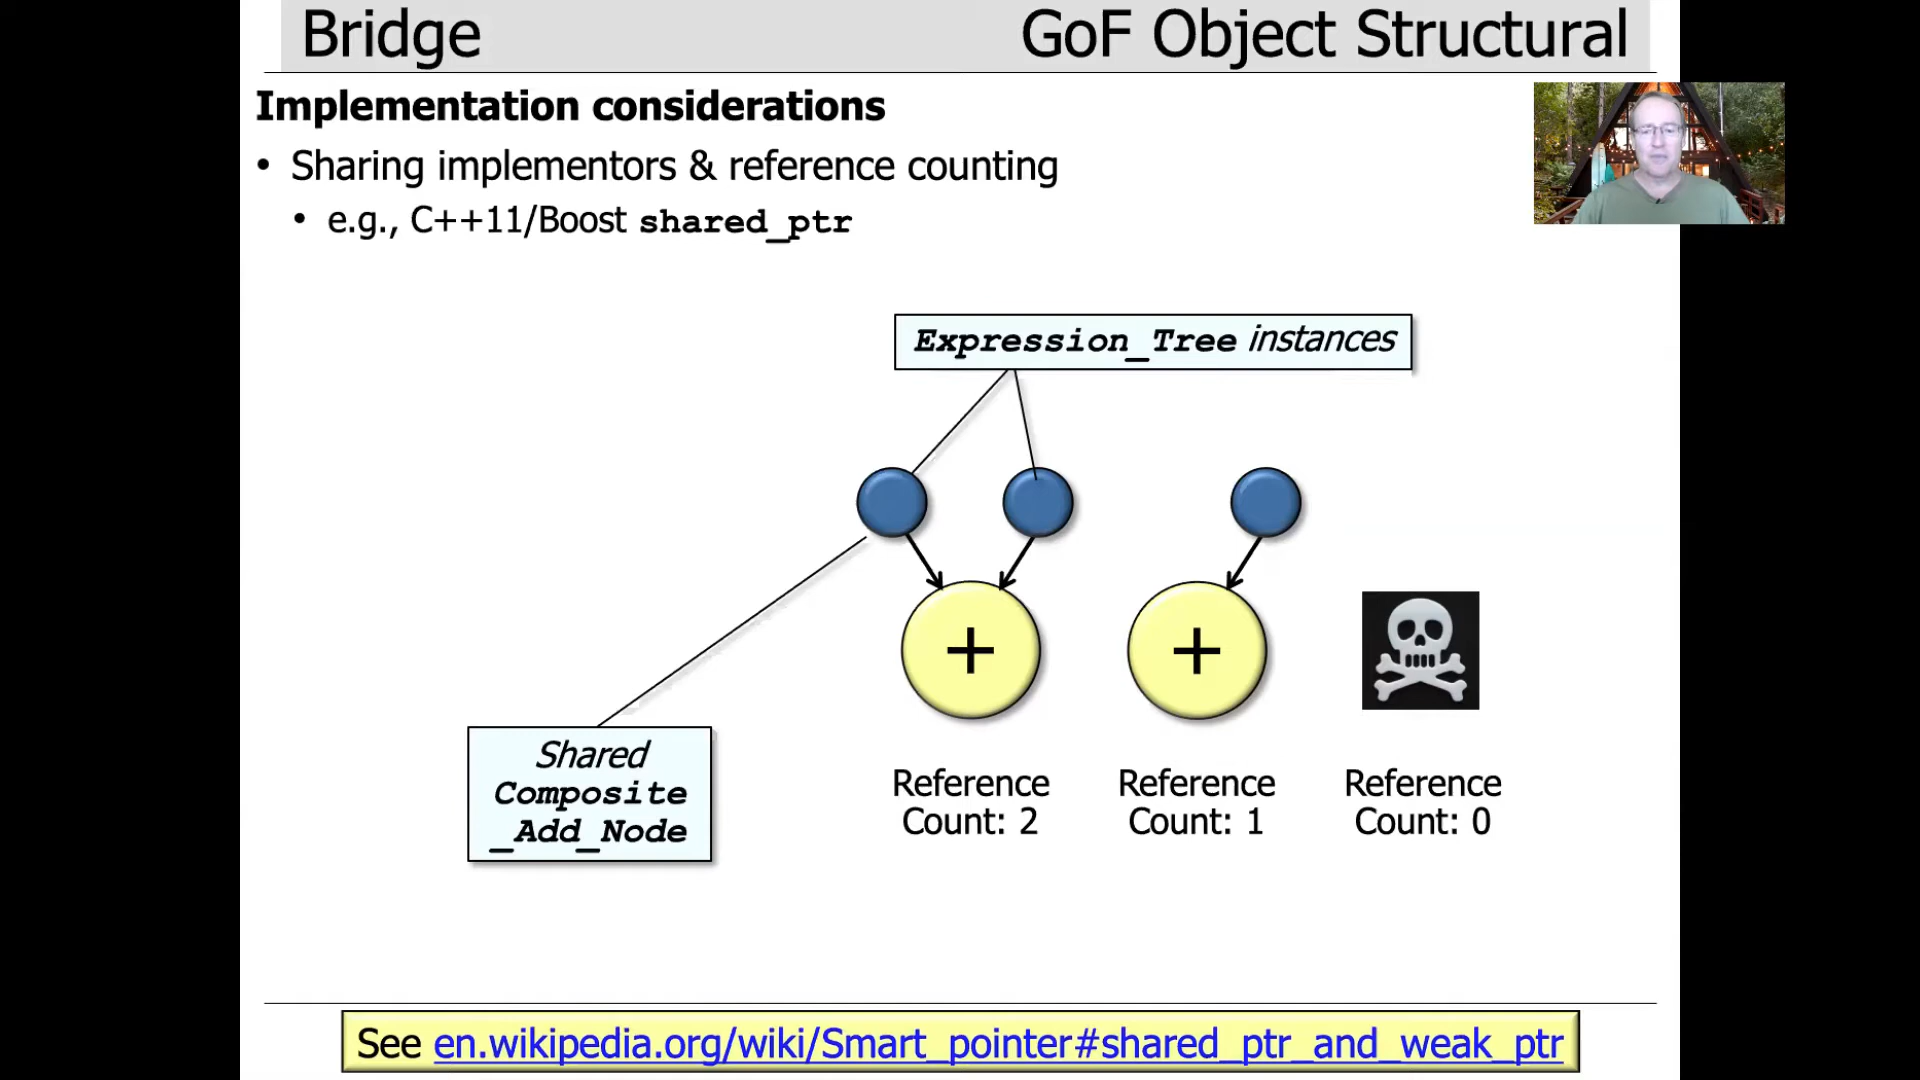 Bridge GoF Object Structural
Implementation considerations
• Sharing implementors & reference counting
• e.g., C++11/Boost shared_ptr
Expression_Tree instances
+ +
Shared
Composite
_Add_Node
Reference
Count: 2
Reference
Count: 1
Reference
Count: 0
See en.wikipedia.org/wiki/Smart_pointer#shared_ptr_and_weak_ptr